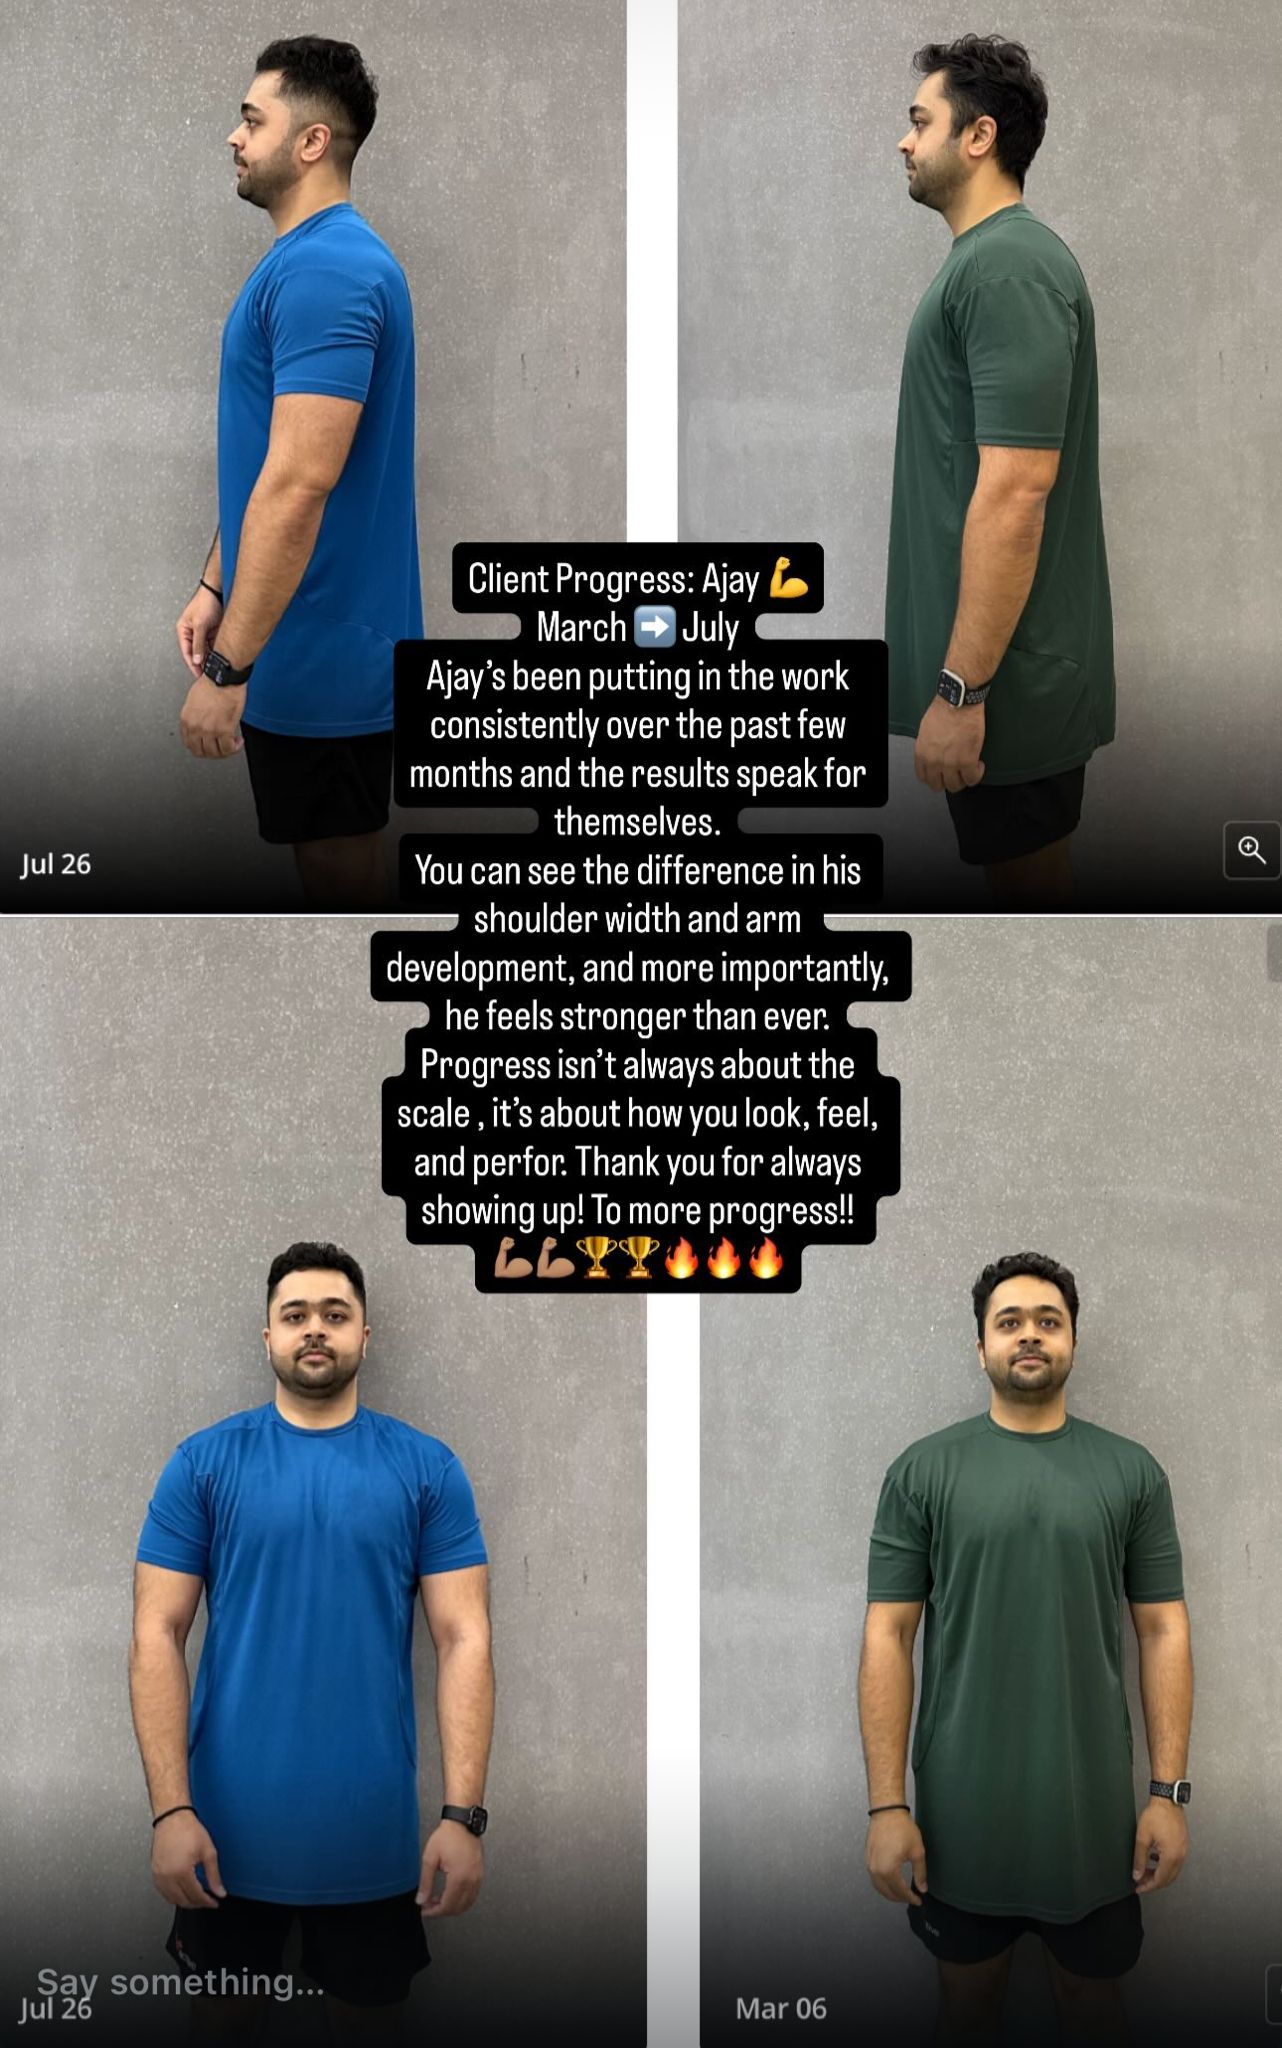 Client Progress: Ajay 💪
March ➡️ July
Ajay’s been putting in the work
consistently over the past few
months and the results speak for
themselves.
You can see the difference in his
shoulder width and arm
development, and more importantly,
he feels stronger than ever.
Progress isn’t always about the
scale , it’s about how you look, feel,
and perfor. Thank you for always
showing up! To more progress!!
💪🏽💪🏽🏆🏆🔥🔥🔥
Jul 26
Say something...
Jul 26
Mar 06